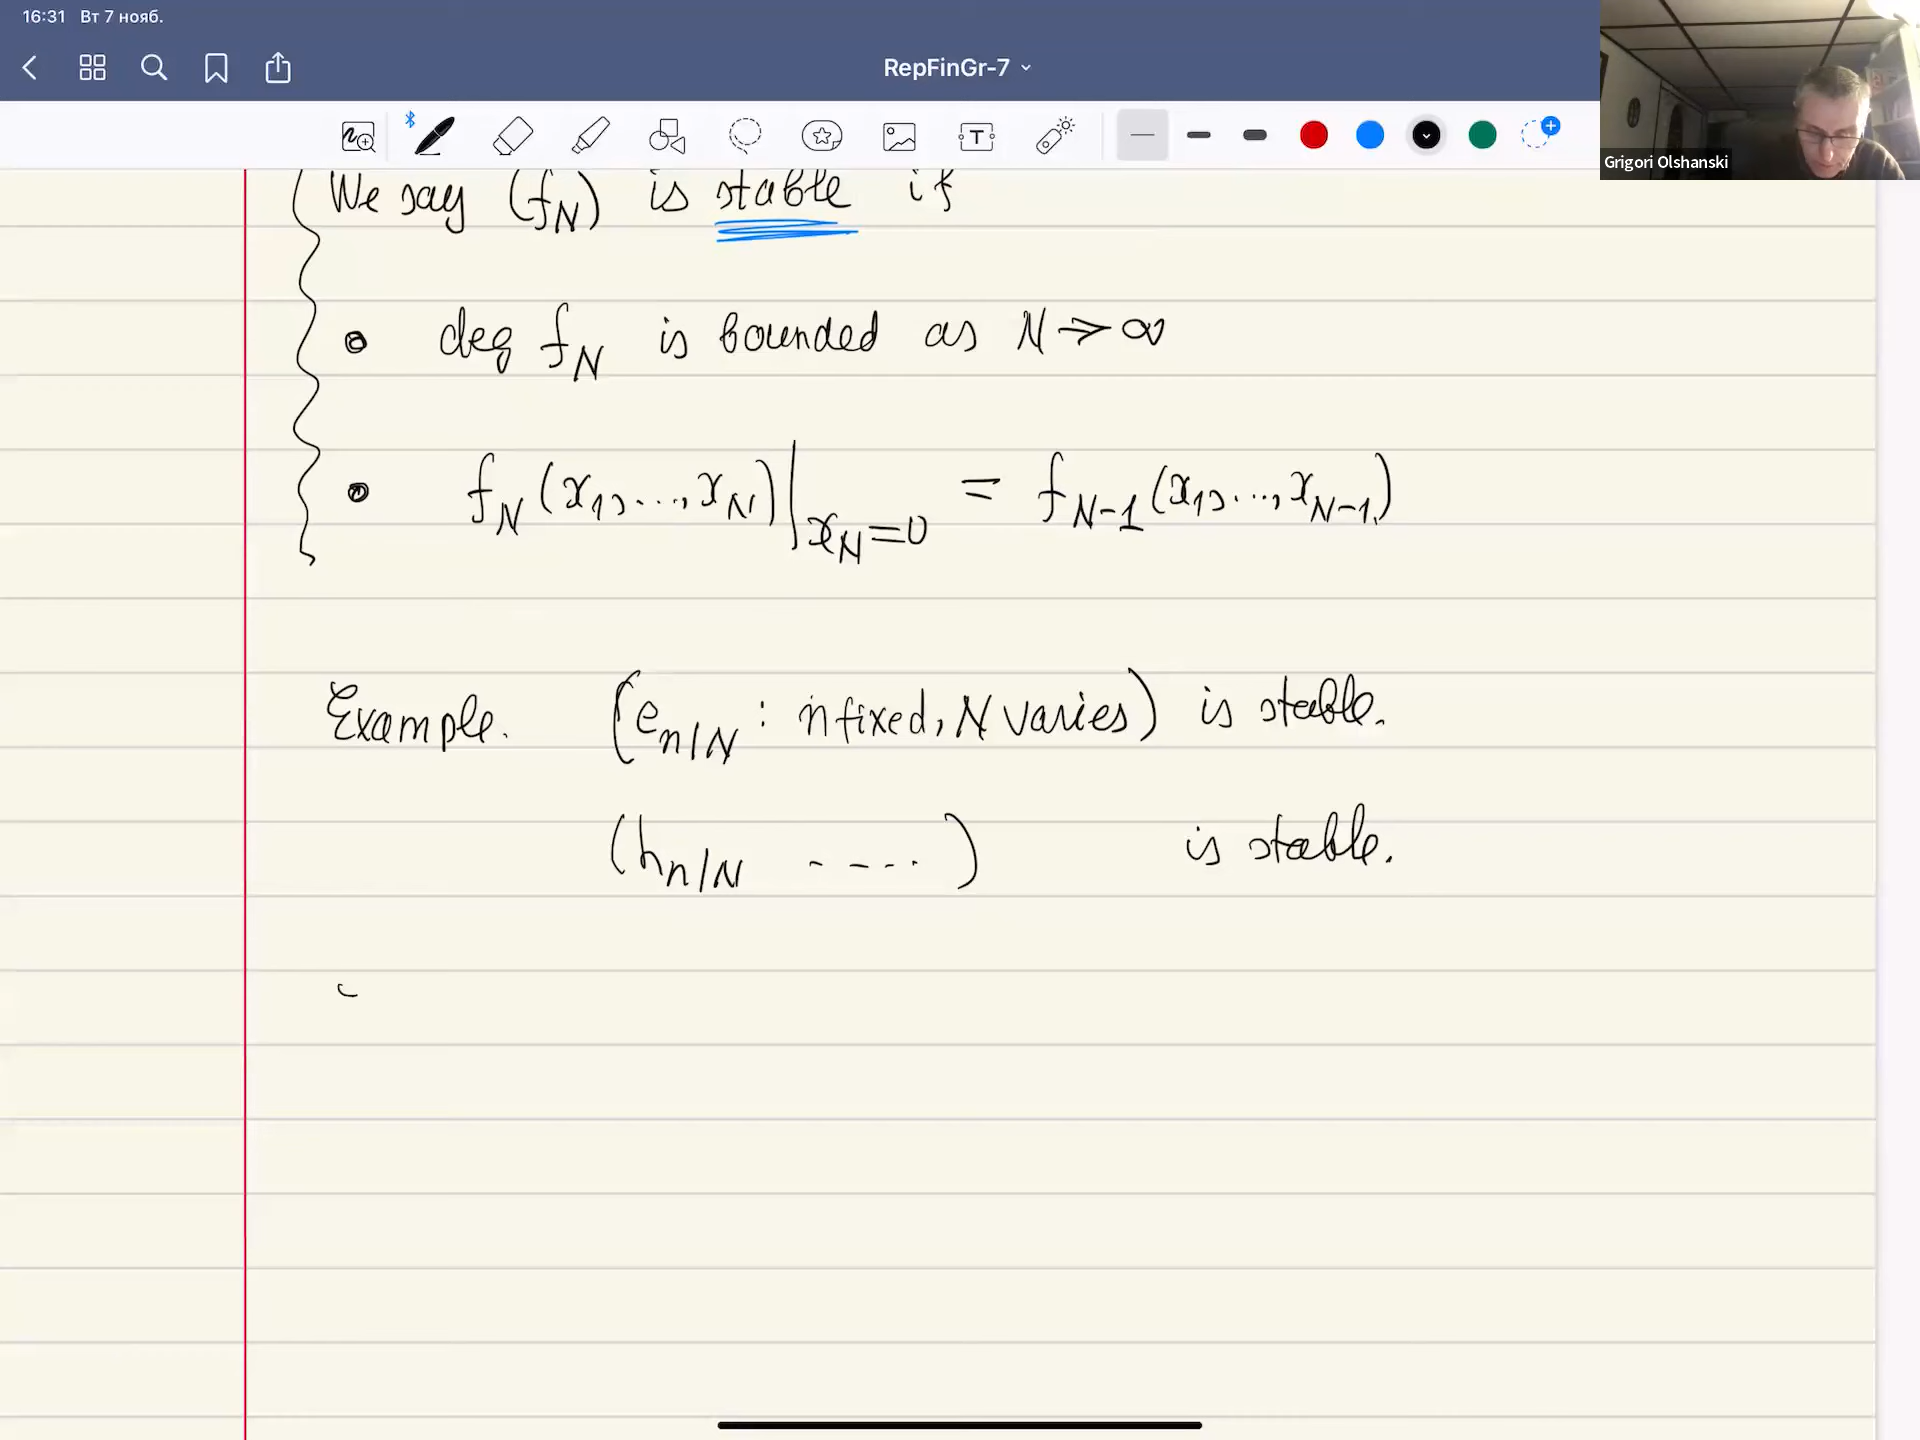 16:31 Вт 7 нояб.
RepFinGr-7
Grigori Olshanski
We say (f_N) is stable if
• deg f_N is bounded as N → ∞
• f_N(x_1, ..., x_N)|_{x_N=0} = f_{N-1}(x_1, ..., x_{N-1})
Example. (e_{n|N} : n fixed, N varies) is stable.
(h_{n|N} - - - - .) is stable.